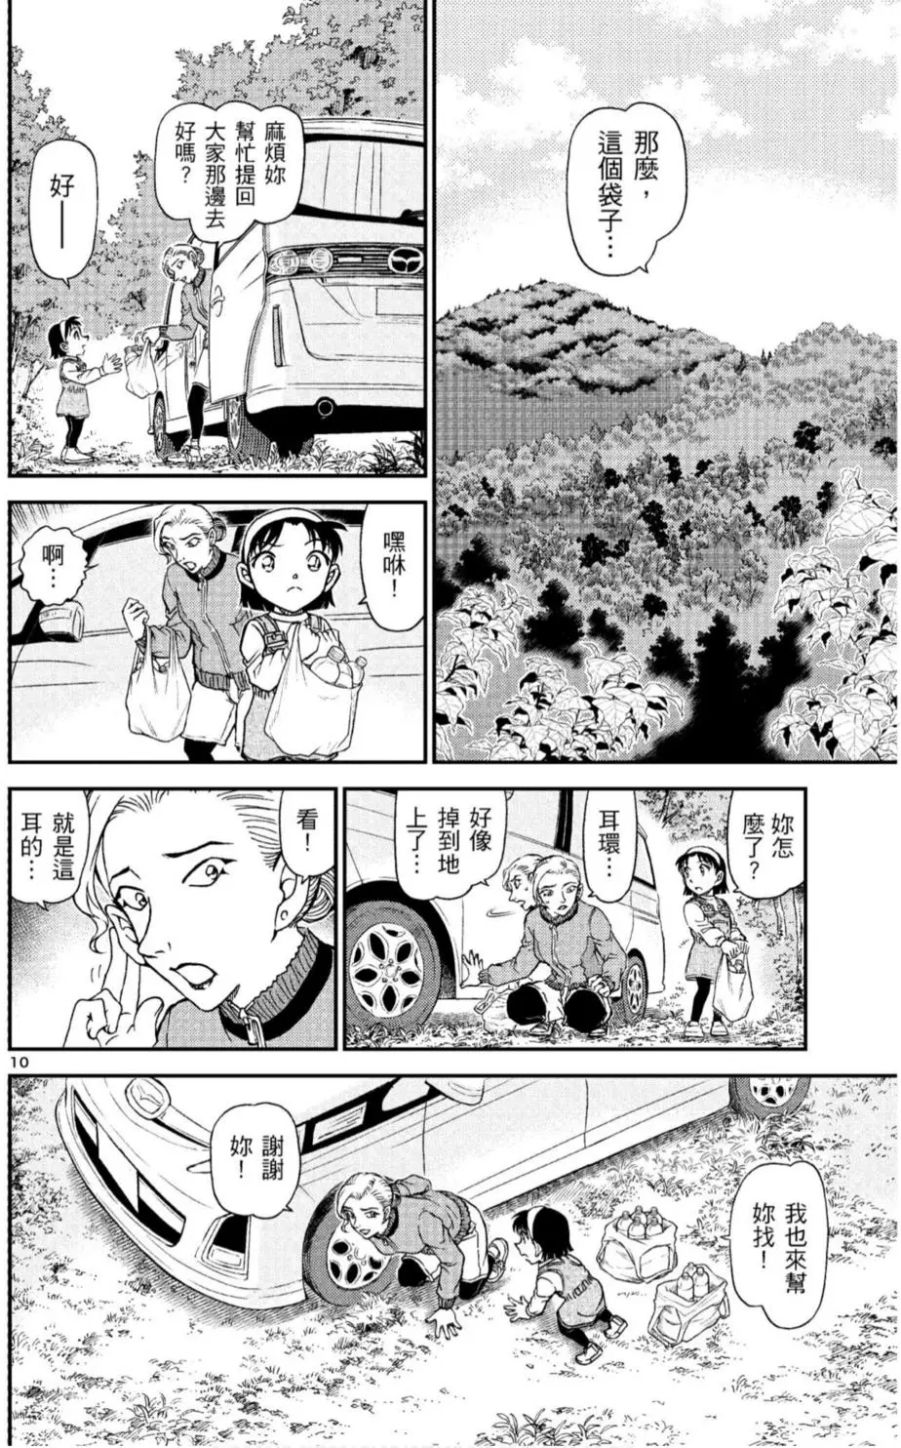 那麼，
這個袋子…
麻煩妳
幫忙提回
大家那邊去
好嗎？
好──
嘿咻！
啊…
妳怎
麼了？
耳環…
好像
掉到地
上了…
看！
就是這
耳的…
10
我也來幫
妳找！
謝謝
妳！